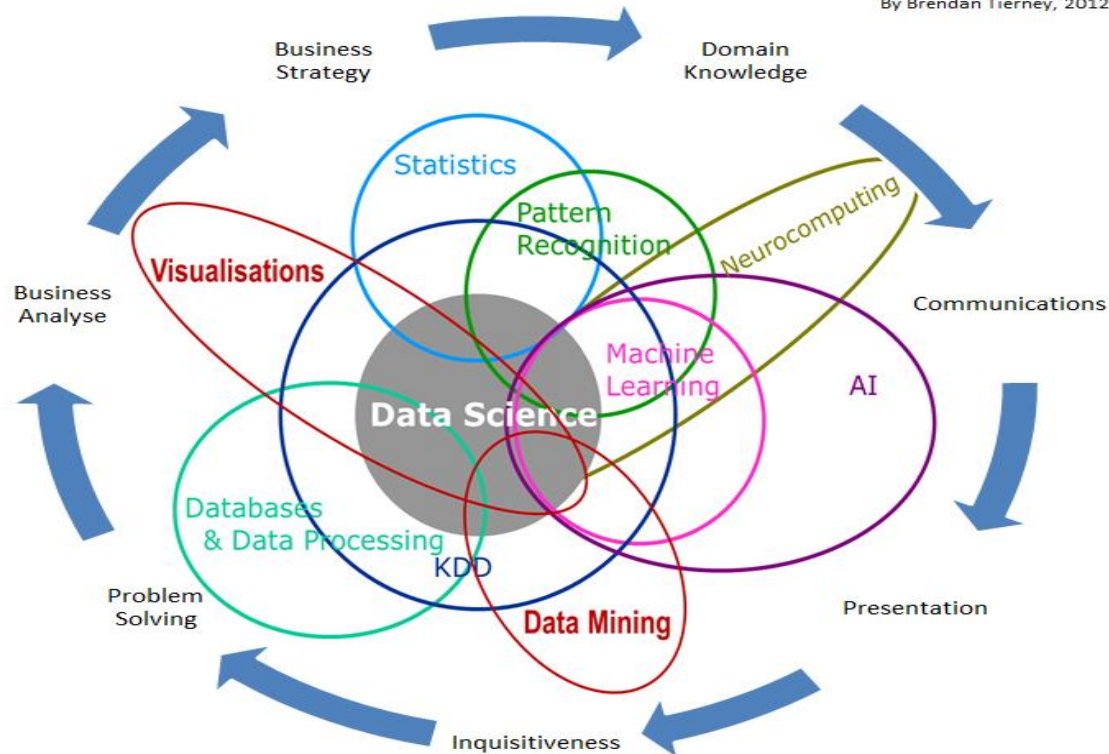 By Brendan Tierney, 2012
Business
Strategy
Domain
Knowledge
Statistics
Pattern
Recognition
Neurocomputing
Visualisations
Business
Analyse
Communications
Machine
Learning
AI
Data Science
Databases
& Data Processing
KDD
Problem
Solving
Data Mining
Presentation
Inquisitiveness